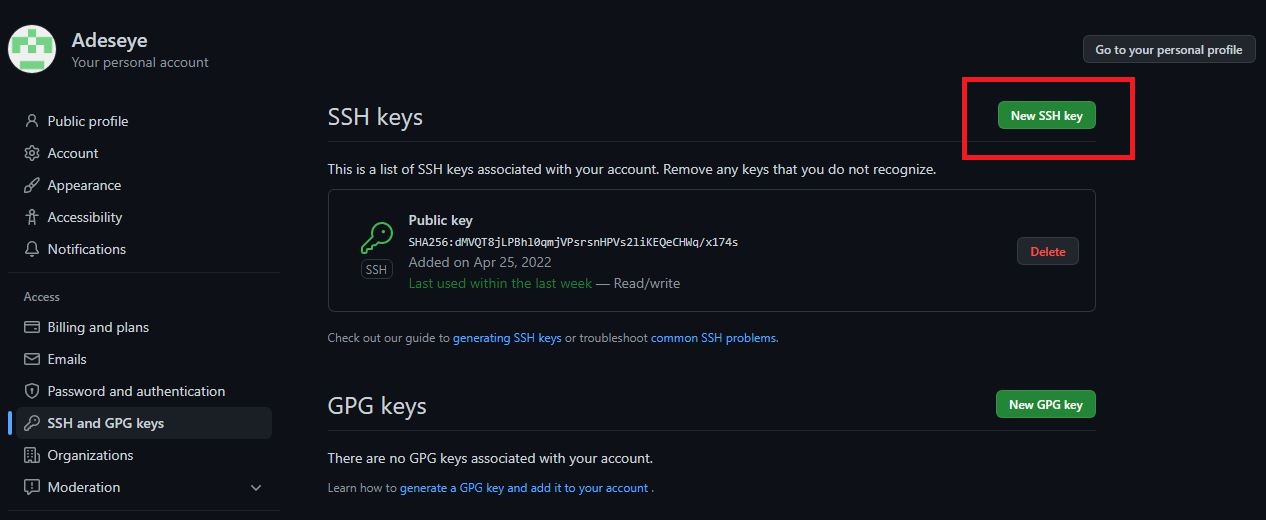 Adeseye
Your personal account
Go to your personal profile
Public profile
Account
Appearance
Accessibility
Notifications
Access
Billing and plans
Emails
Password and authentication
SSH and GPG keys
Organizations
Moderation
SSH keys
New SSH key
This is a list of SSH keys associated with your account. Remove any keys that you do not recognize.
Public key
SHA256:dMVQT8jLPBhl0qmjVPsrsnHPVs2liKEQeCHWq/x174s
Added on Apr 25, 2022
Last used within the last week — Read/write
SSH
Delete
Check out our guide to generating SSH keys or troubleshoot common SSH problems.
GPG keys
New GPG key
There are no GPG keys associated with your account.
Learn how to generate a GPG key and add it to your account .